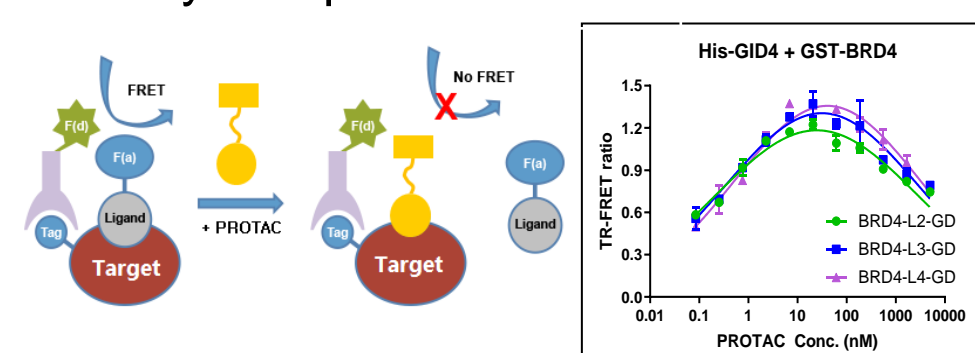 FRET
F(d)
F(a)
Ligand
Tag
Target
+ PROTAC
No FRET
X
F(d)
F(a)
Ligand
Tag
Target
His-GID4 + GST-BRD4
TR-FRET ratio
1.5
1.2
0.9
0.6
0.3
0.0
BRD4-L2-GD
BRD4-L3-GD
BRD4-L4-GD
0.01 0.1 1 10 100 1000 10000
PROTAC Conc. (nM)